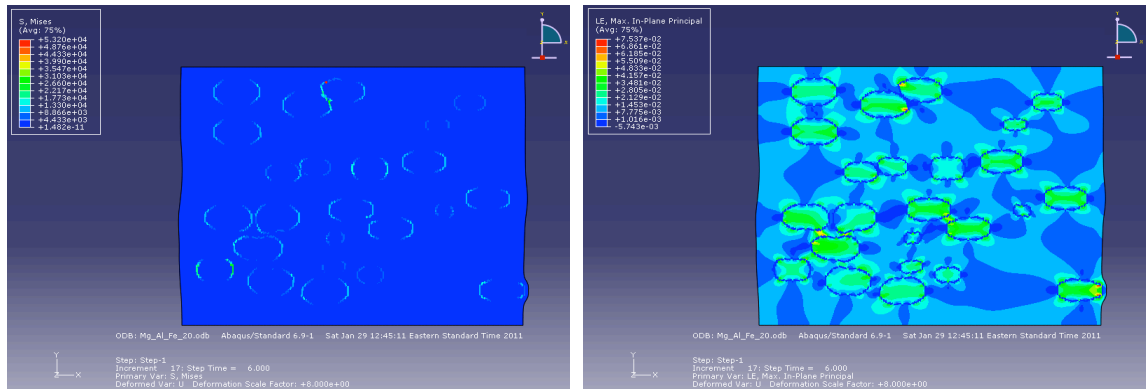 S, Mises
(Avg: 75%)
+5.320e+04
+4.876e+04
+4.433e+04
+3.990e+04
+3.547e+04
+3.103e+04
+2.660e+04
+2.217e+04
+1.773e+04
+1.330e+04
+8.866e+03
+4.433e+03
+1.482e-11
Y
X
Z
ODB: Mg_Al_Fe_20.odb Abaqus/Standard 6.9-1 Sat Jan 29 12:45:11 Eastern Standard Time 2011
Y
Z
X
Step: Step-1
Increment 17: Step Time = 6.000
Primary Var: S, Mises
Deformed Var: U Deformation Scale Factor: +8.000e+00
LE, Max. In-Plane Principal
(Avg: 75%)
+7.537e-02
+6.861e-02
+6.185e-02
+5.509e-02
+4.833e-02
+4.157e-02
+3.481e-02
+2.805e-02
+2.129e-02
+1.453e-02
+7.775e-03
+1.016e-03
-5.743e-03
Y
X
Z
ODB: Mg_Al_Fe_20.odb Abaqus/Standard 6.9-1 Sat Jan 29 12:45:11 Eastern Standard Time 2011
Y
Z
X
Step: Step-1
Increment 17: Step Time = 6.000
Primary Var: LE, Max. In-Plane Principal
Deformed Var: U Deformation Scale Factor: +8.000e+00